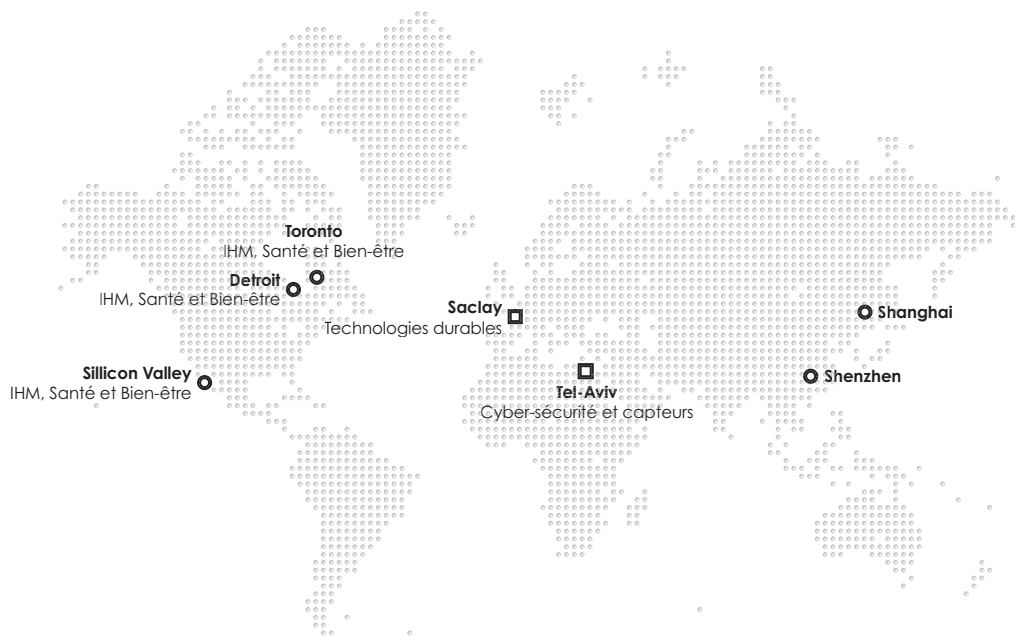 Toronto
IHM, Santé et Bien-être
Detroit
IHM, Santé et Bien-être
Saclay
Technologies durables
Shanghai
Sillicon Valley
IHM, Santé et Bien-être
Tel-Aviv
Cyber-sécurité et capteurs
Shenzhen